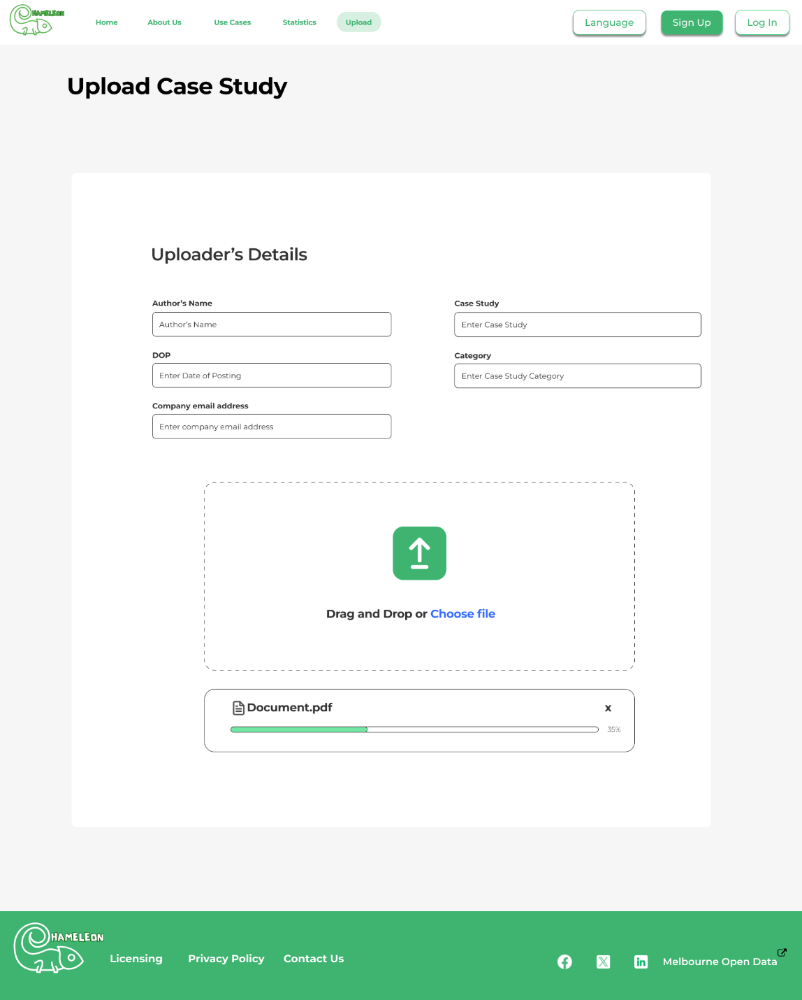 HAMELEON
Home About Us Use Cases Statistics Upload Language Sign Up Log In
Upload Case Study
Uploader’s Details
Author’s Name
Author’s Name
Case Study
Enter Case Study
DOP
Enter Date of Posting
Category
Enter Case Study Category
Company email address
Enter company email address
Drag and Drop or Choose file
Document.pdf x
35%
HAMELEON
Licensing Privacy Policy Contact Us Melbourne Open Data